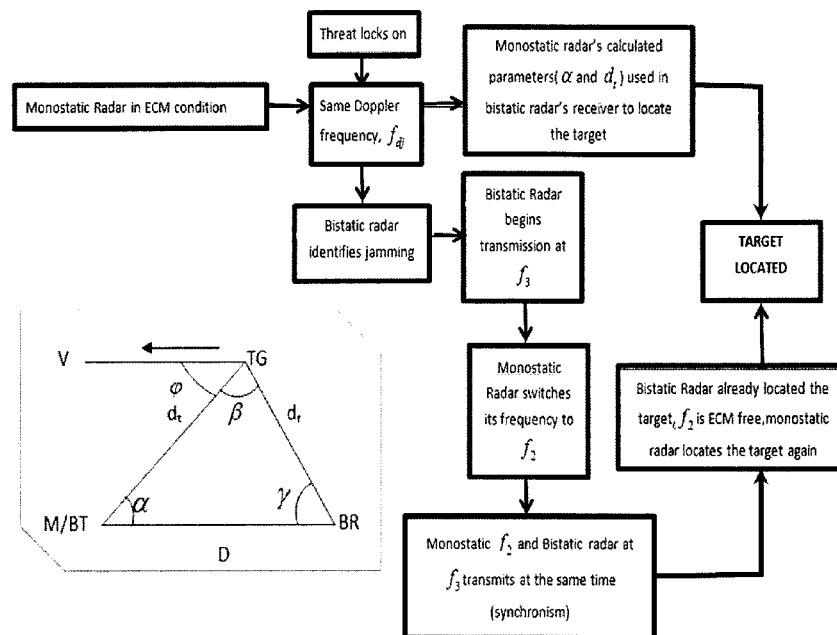 Threat locks on
Monostatic Radar in ECM condition
Same Doppler
frequency, f_{dj}
Monostatic radar's calculated
parameters( α and d_t ) used in
bistatic radar's receiver to locate
the target
Bistatic radar
identifies jamming
Bistatic Radar
begins
transmission at
f_3
TARGET
LOCATED
Monostatic
Radar switches
its frequency to
f_2
Bistatic Radar already located the
target, f_2 is ECM free,monostatic
radar locates the target again
Monostatic f_2 and Bistatic radar at
f_3 transmits at the same time
(synchronism)
V
TG
φ
d_t
β
d_r
α
γ
M/BT
BR
D